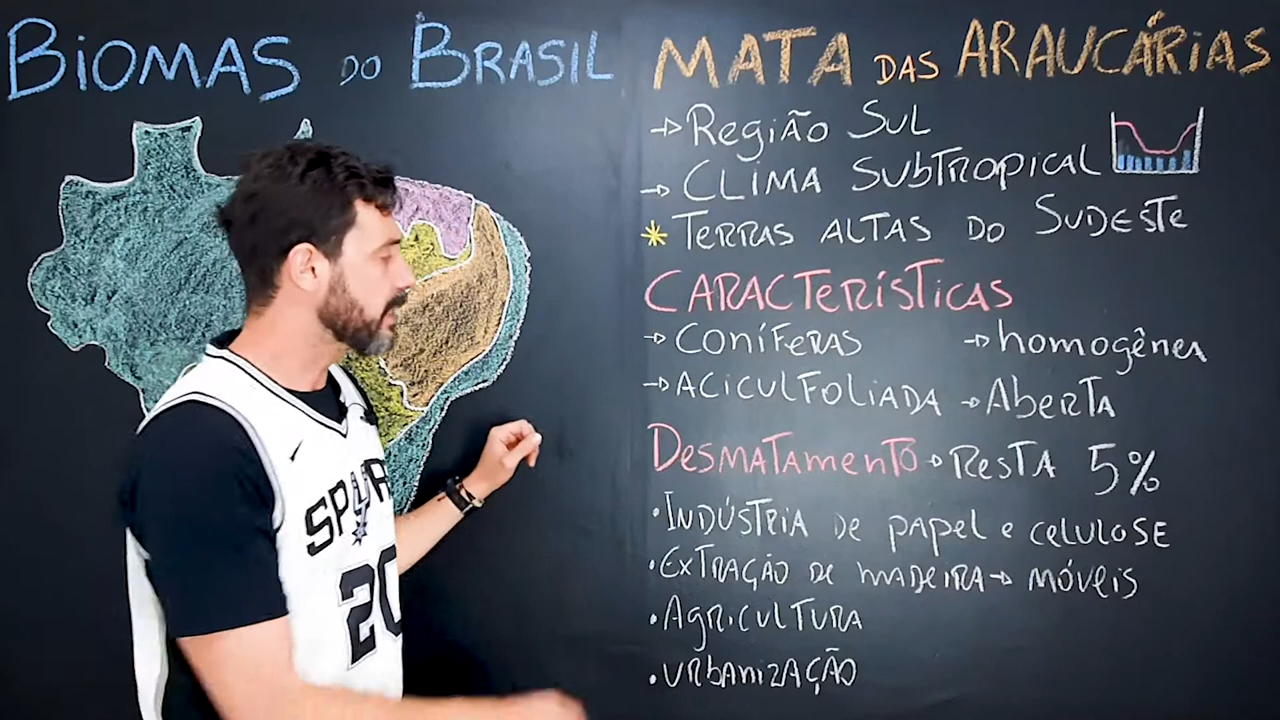 BIOMAS DO BRASIL
MATA DAS ARAUCÁRIAS
→ Região SUL
→ CLIMA SUBTROPICAL
* TERRAS ALTAS DO SUDESTE
CARACTERÍSTICAS
→ CONÍFERAS → homogênea
→ ACICULFOLIADA → ABERTA
DESMATAMENTO → RESTA 5%
• INDÚSTRIA DE PAPEL E CELULOSE
• EXTRAÇÃO DE MADEIRA → MÓVEIS
• AGRICULTURA
• URBANIZAÇÃO
SPURS
20